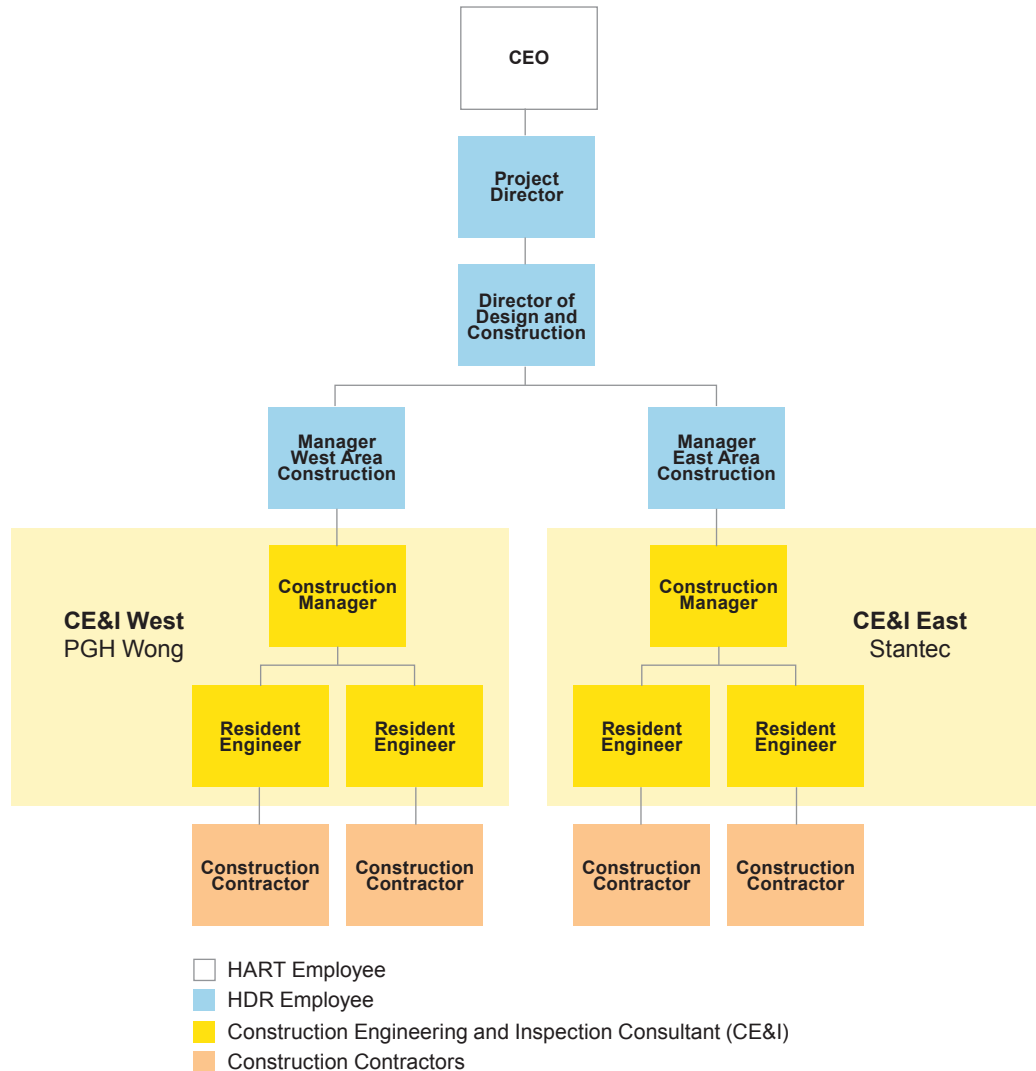 CEO
Project
Director
Director of
Design and
Construction
Manager
West Area
Construction
Manager
East Area
Construction
CE&I West
PGH Wong
Construction
Manager
Construction
Manager
CE&I East
Stantec
Resident
Engineer
Resident
Engineer
Resident
Engineer
Resident
Engineer
Construction
Contractor
Construction
Contractor
Construction
Contractor
Construction
Contractor
HART Employee
HDR Employee
Construction Engineering and Inspection Consultant (CE&I)
Construction Contractors